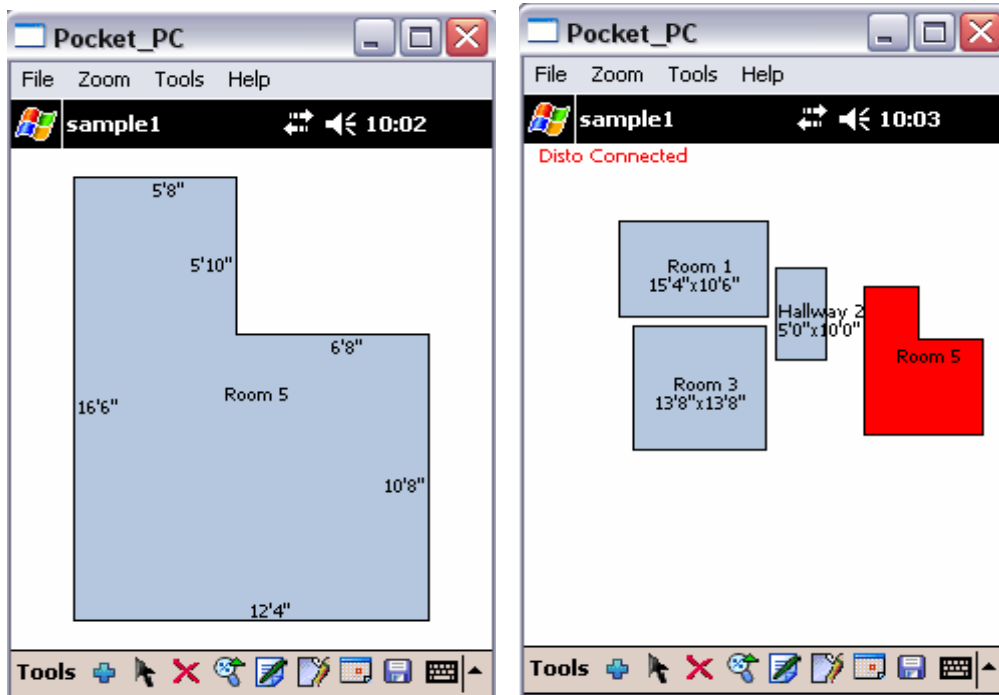 Pocket_PC
File Zoom Tools Help
sample1 10:02
5'8"
5'10"
6'8"
Room 5
16'6"
10'8"
12'4"
Tools
Pocket_PC
File Zoom Tools Help
sample1 10:03
Disto Connected
Room 1
15'4"x10'6"
Hallway 2
5'0"x10'0"
Room 5
Room 3
13'8"x13'8"
Tools